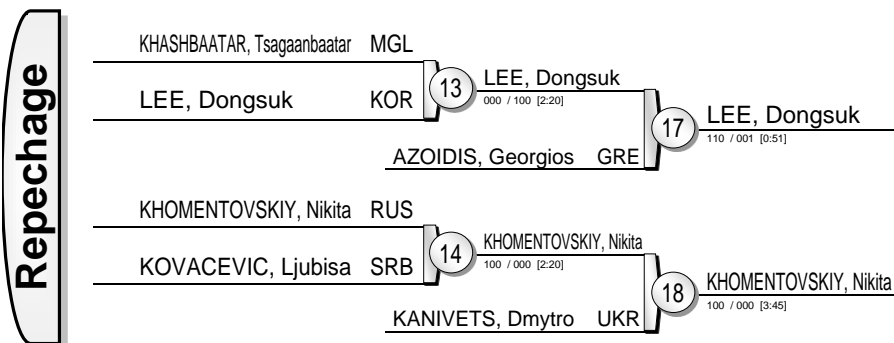 Repechage
KHASHBAATAR, Tsagaanbaatar MGL
LEE, Dongsuk KOR
13
LEE, Dongsuk
000 / 100 [2:20]
AZOIDIS, Georgios GRE
17
LEE, Dongsuk
110 / 001 [0:51]
KHOMENTOVSKIY, Nikita RUS
KOVACEVIC, Ljubisa SRB
14
KHOMENTOVSKIY, Nikita
100 / 000 [2:20]
KANIVETS, Dmytro UKR
18
KHOMENTOVSKIY, Nikita
100 / 000 [3:45]